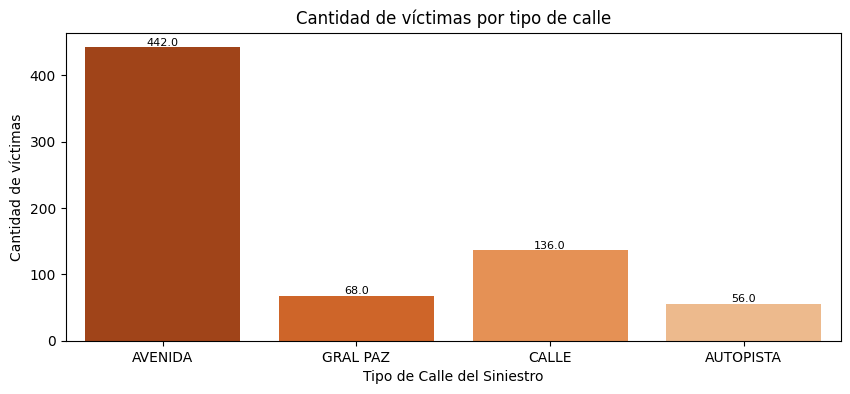 Cantidad de víctimas por tipo de calle
Cantidad de víctimas
400
300
200
100
0
442.0
68.0
136.0
56.0
AVENIDA
GRAL PAZ
CALLE
AUTOPISTA
Tipo de Calle del Siniestro